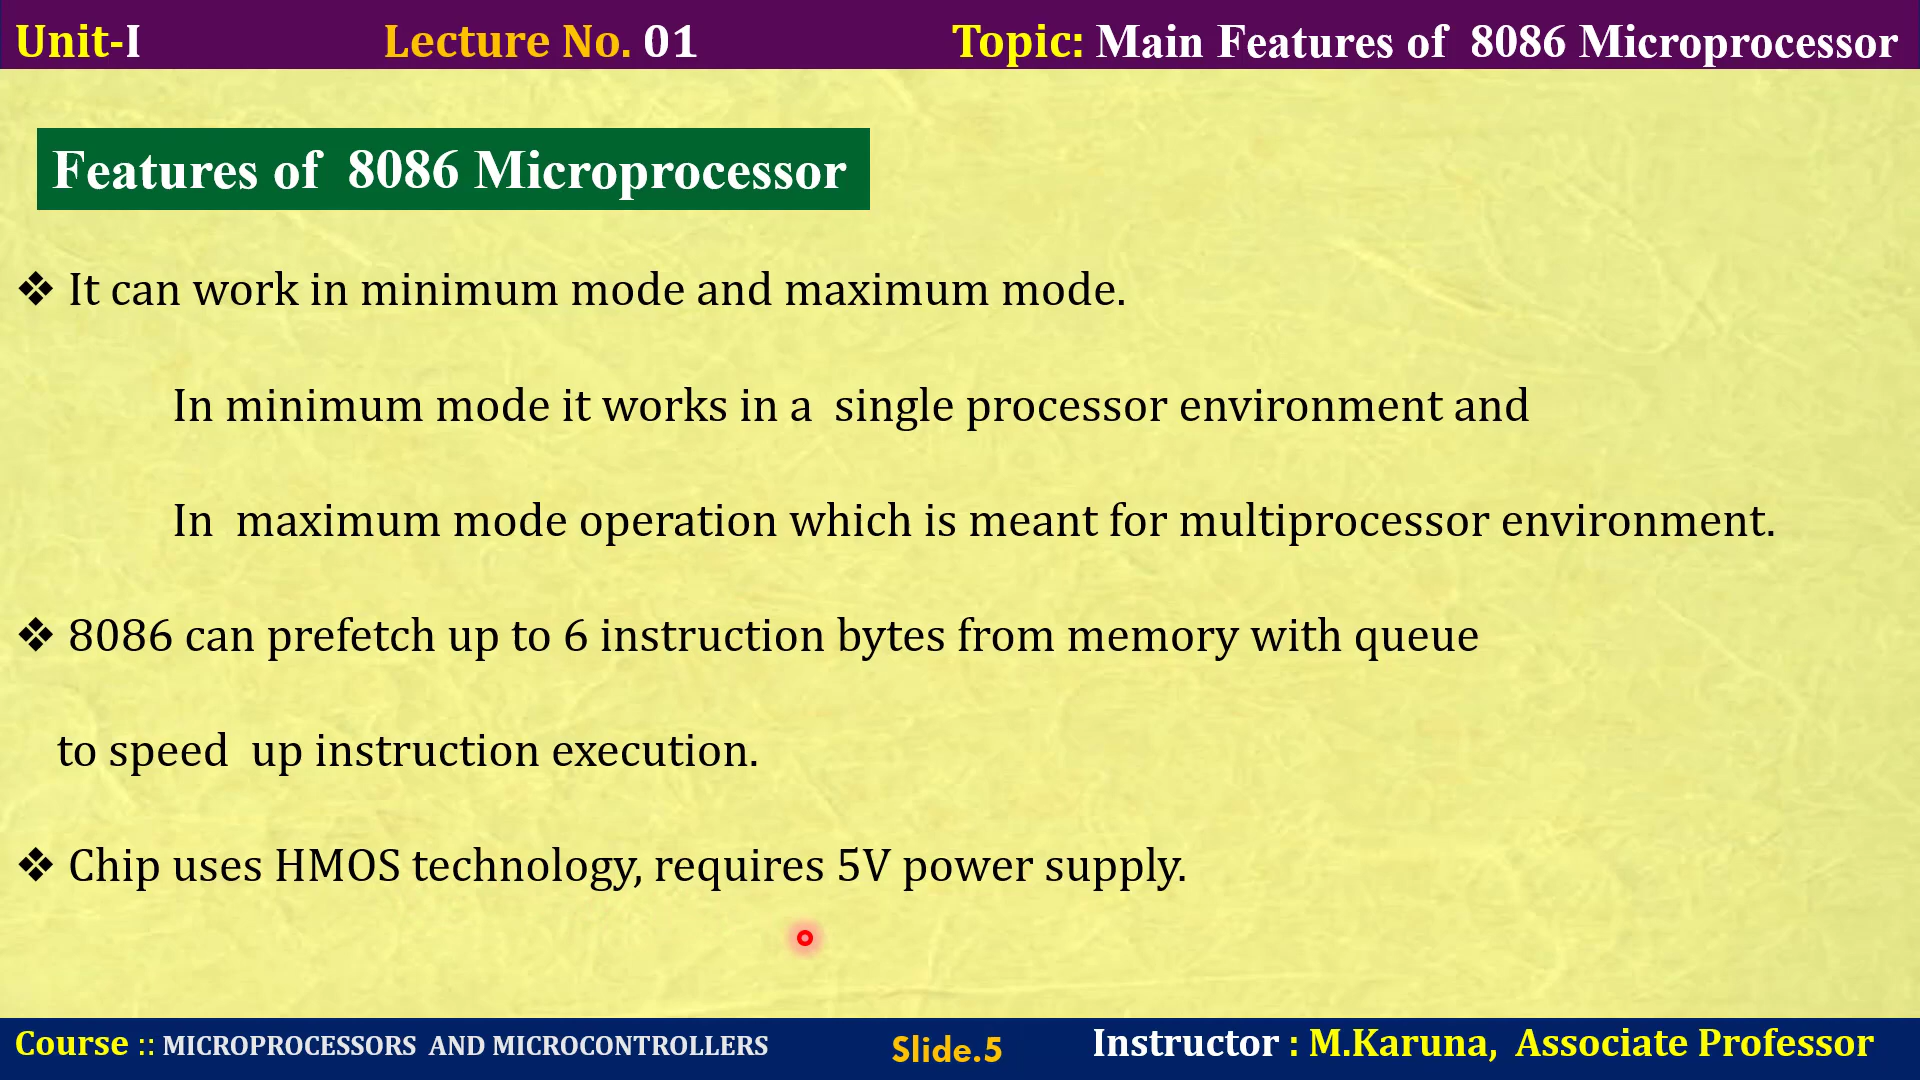 Unit-I Lecture No. 01 Topic: Main Features of 8086 Microprocessor
Features of 8086 Microprocessor
❖ It can work in minimum mode and maximum mode.
In minimum mode it works in a single processor environment and
In maximum mode operation which is meant for multiprocessor environment.
❖ 8086 can prefetch up to 6 instruction bytes from memory with queue
to speed up instruction execution.
❖ Chip uses HMOS technology, requires 5V power supply.
Course :: MICROPROCESSORS AND MICROCONTROLLERS Slide.5 Instructor : M.Karuna, Associate Professor